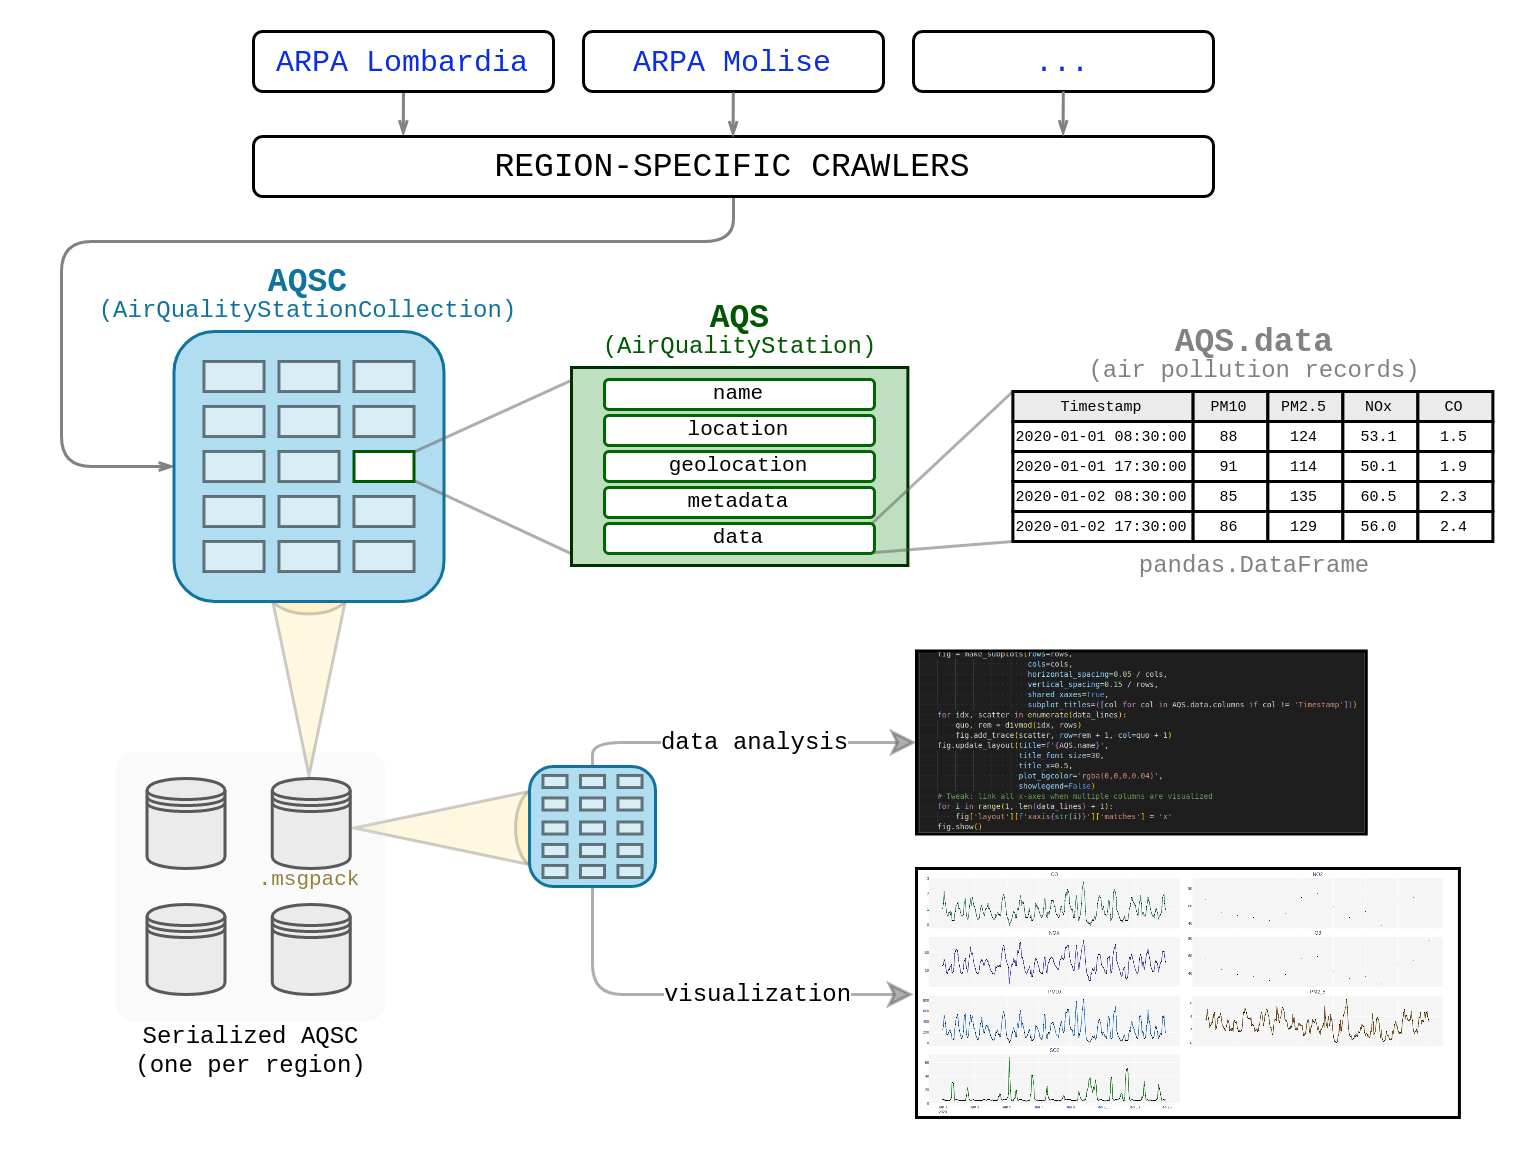 ARPA Lombardia
ARPA Molise
...
REGION-SPECIFIC CRAWLERS
AQSC
(AirQualityStationCollection)
AQS
(AirQualityStation)
name
location
geolocation
metadata
data
AQS.data
(air pollution records)
Timestamp PM10 PM2.5 NOx CO
2020-01-01 08:30:00 88 124 53.1 1.5
2020-01-01 17:30:00 91 114 50.1 1.9
2020-01-02 08:30:00 85 135 60.5 2.3
2020-01-02 17:30:00 86 129 56.0 2.4
pandas.DataFrame
.msgpack
Serialized AQSC
(one per region)
data analysis
fig = make_subplots(rows=rows,
cols=cols,
horizontal_spacing=0.05 / cols,
vertical_spacing=0.15 / rows,
shared_xaxes=True,
subplot_titles=([col for col in AQS.data.columns if col != 'Timestamp']))
for idx, scatter in enumerate(data_lines):
quo, rem = divmod(idx, rows)
fig.add_trace(scatter, row=rem + 1, col=quo + 1)
fig.update_layout(title=f'{AQS.name}',
title_font_size=30,
title_x=0.5,
plot_bgcolor='rgba(0,0,0,0.04)',
showlegend=False)
# Tweak: link all x-axes when multiple columns are visualized
for i in range(1, len(data_lines) + 1):
fig['layout'][f'xaxis{str(i)}']['matches'] = 'x'
fig.show()
visualization
CO
NO2
NOX
O3
PM10
PM2_5
SO2